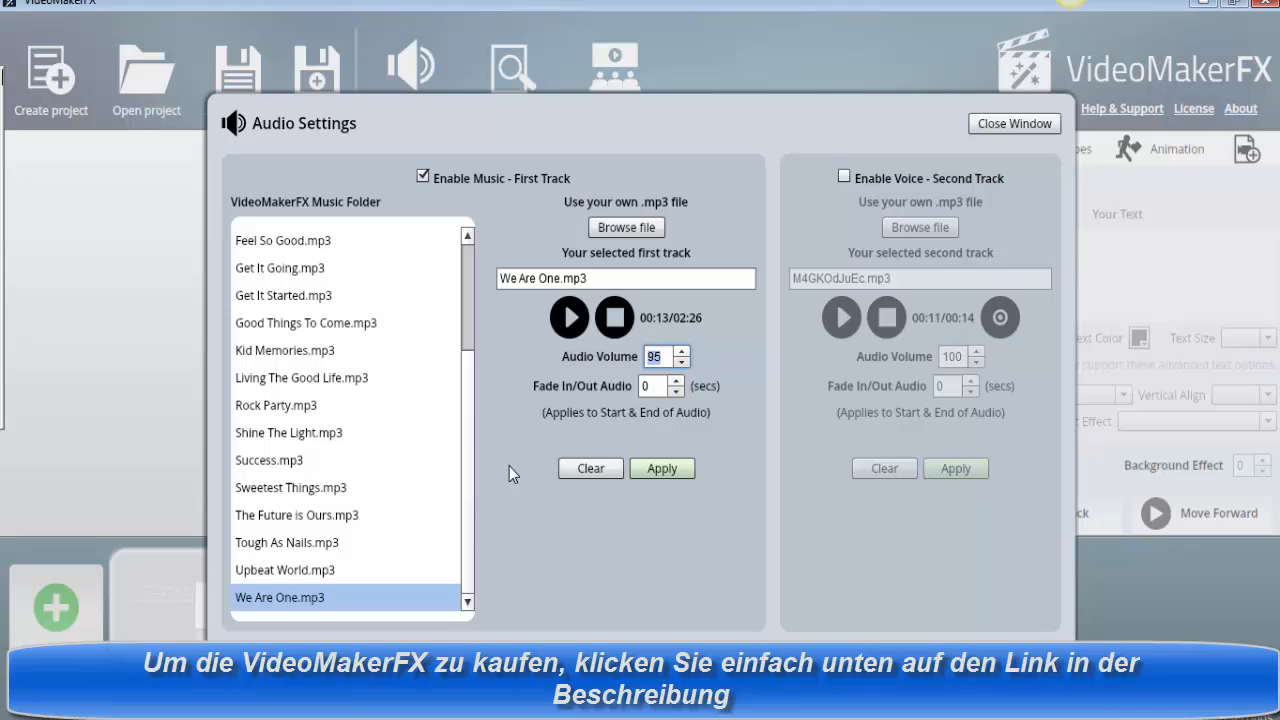 VideoMaker FX
Create project
Open project
VideoMakerFX
Help & Support License About
Audio Settings
Close Window
Animation
Your Text
Enable Music - First Track
VideoMakerFX Music Folder
Feel So Good.mp3
Get It Going.mp3
Get It Started.mp3
Good Things To Come.mp3
Kid Memories.mp3
Living The Good Life.mp3
Rock Party.mp3
Shine The Light.mp3
Success.mp3
Sweetest Things.mp3
The Future is Ours.mp3
Tough As Nails.mp3
Upbeat World.mp3
We Are One.mp3
Use your own .mp3 file
Browse file
Your selected first track
We Are One.mp3
00:13/02:26
Audio Volume 95
Fade In/Out Audio 0 (secs)
(Applies to Start & End of Audio)
Clear Apply
Enable Voice - Second Track
Use your own .mp3 file
Browse file
Your selected second track
M4GKOdJuEc.mp3
00:11/00:14
Audio Volume 100
Fade In/Out Audio 0 (secs)
(Applies to Start & End of Audio)
Clear Apply
Text Size
support these advanced text options
Vertical Align
Effect
Background Effect 0
Move Forward
Um die VideoMakerFX zu kaufen, klicken Sie einfach unten auf den Link in der
Beschreibung